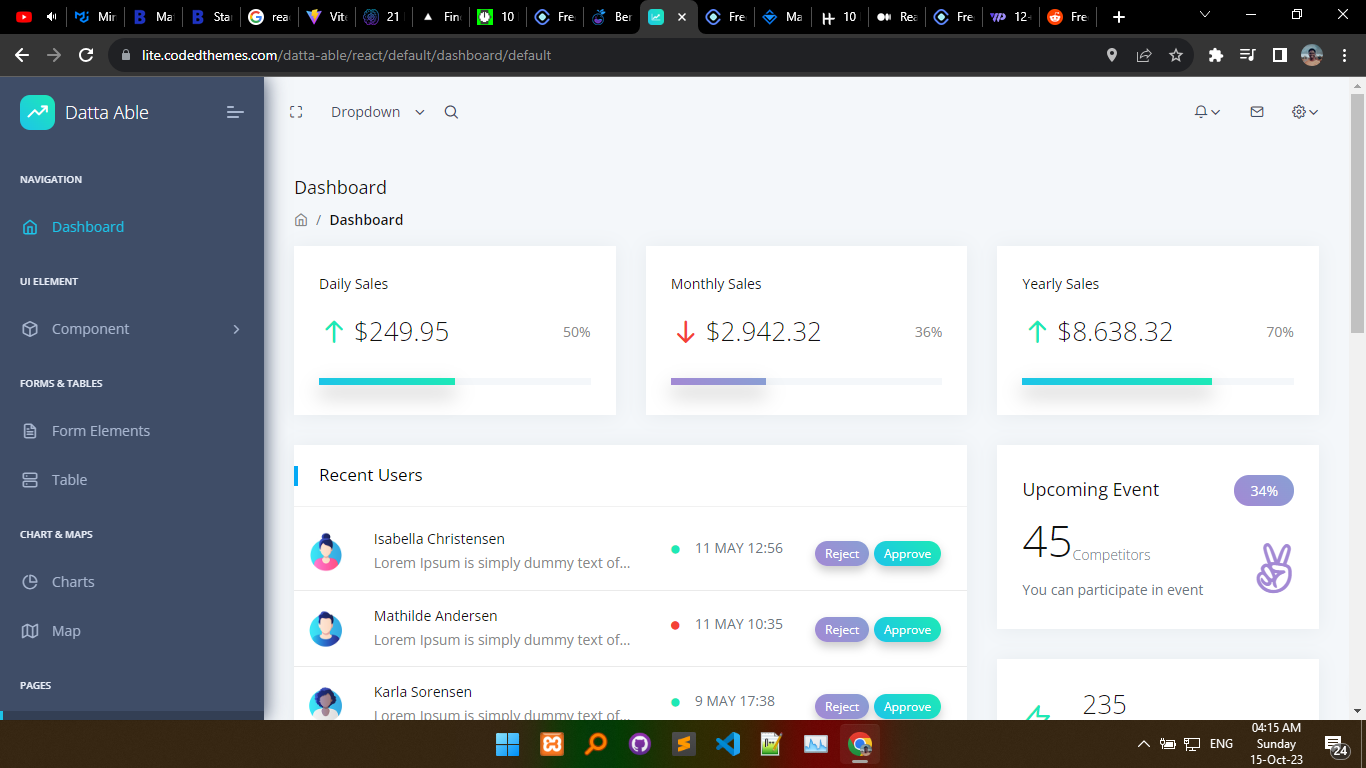 Mir
Ma
Sta
rea
Vite
21
Fin
10
Fre
Ber
Fre
Ma
10
Rea
Fre
12-
Fre
lite.codedthemes.com/datta-able/react/default/dashboard/default
Datta Able
Dropdown
NAVIGATION
Dashboard
UI ELEMENT
Component
FORMS & TABLES
Form Elements
Table
CHART & MAPS
Charts
Map
PAGES
Dashboard
/ Dashboard
Daily Sales
$249.95 50%
Monthly Sales
$2.942.32 36%
Yearly Sales
$8.638.32 70%
Recent Users
Isabella Christensen
Lorem Ipsum is simply dummy text of…
11 MAY 12:56
Reject Approve
Mathilde Andersen
Lorem Ipsum is simply dummy text of…
11 MAY 10:35
Reject Approve
Karla Sorensen
Lorem Ipsum is simply dummy text of…
9 MAY 17:38
Reject Approve
Upcoming Event 34%
45 Competitors
You can participate in event
235
ENG
04:15 AM
Sunday
15-Oct-23
24